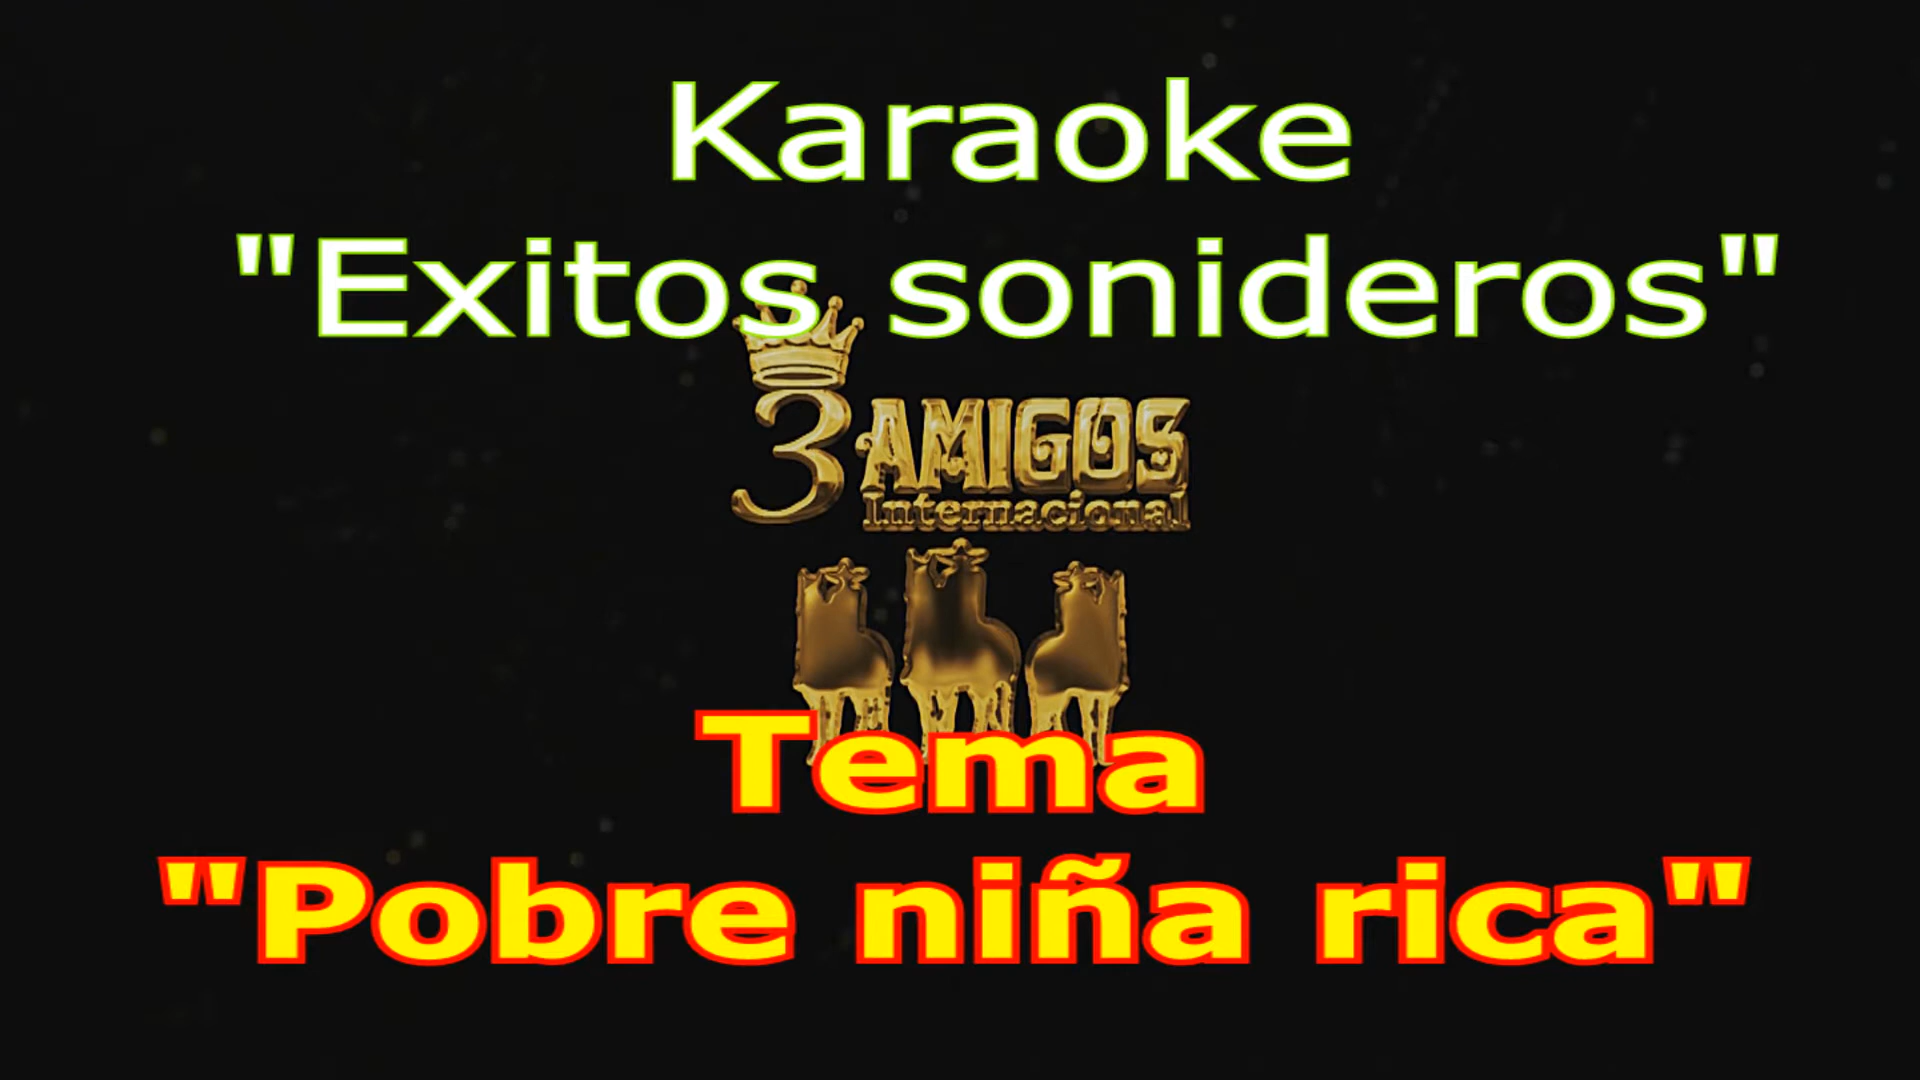 Karaoke
"Exitos sonideros"
3 AMIGOS
Internacional
Tema
"Pobre niña rica"